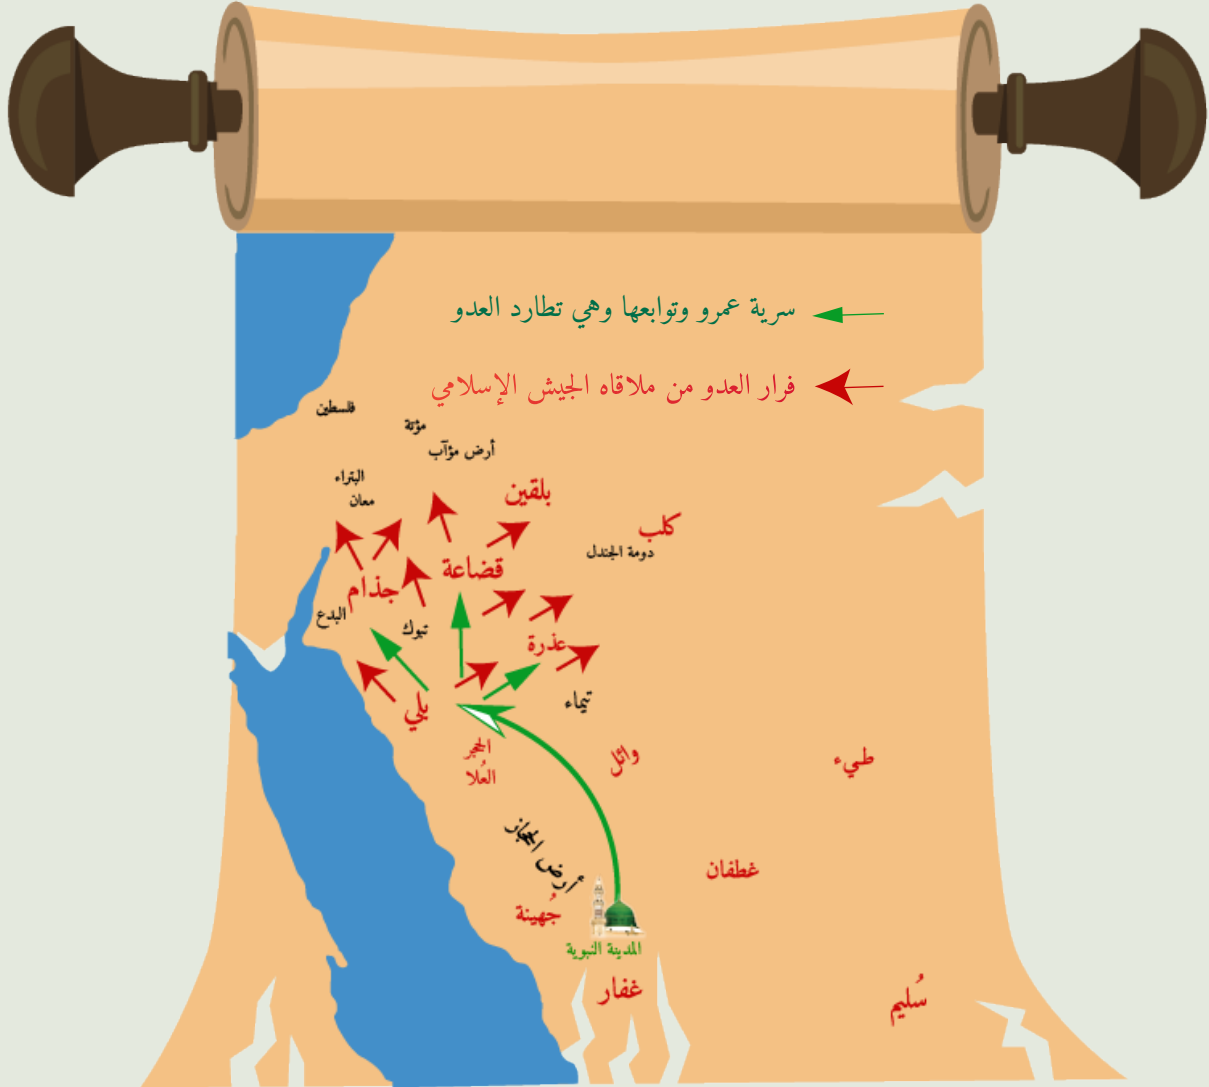 سرية عمرو وتوابعها وهي تطارد العدو
فرار العدو من ملاقاه الجيش الإسلامي
فلسطين
مؤتة
أرض مؤآب
البتراء
معان
بلقين
كلب
دومة الجندل
قضاعة
جذام
البدع
تبوك
عذرة
تيماء
بلي
الحجر
العُلا
وائل
طيء
أرض الحجاز
غطفان
جُهينة
المدينة النبوية
غفار
سُليم